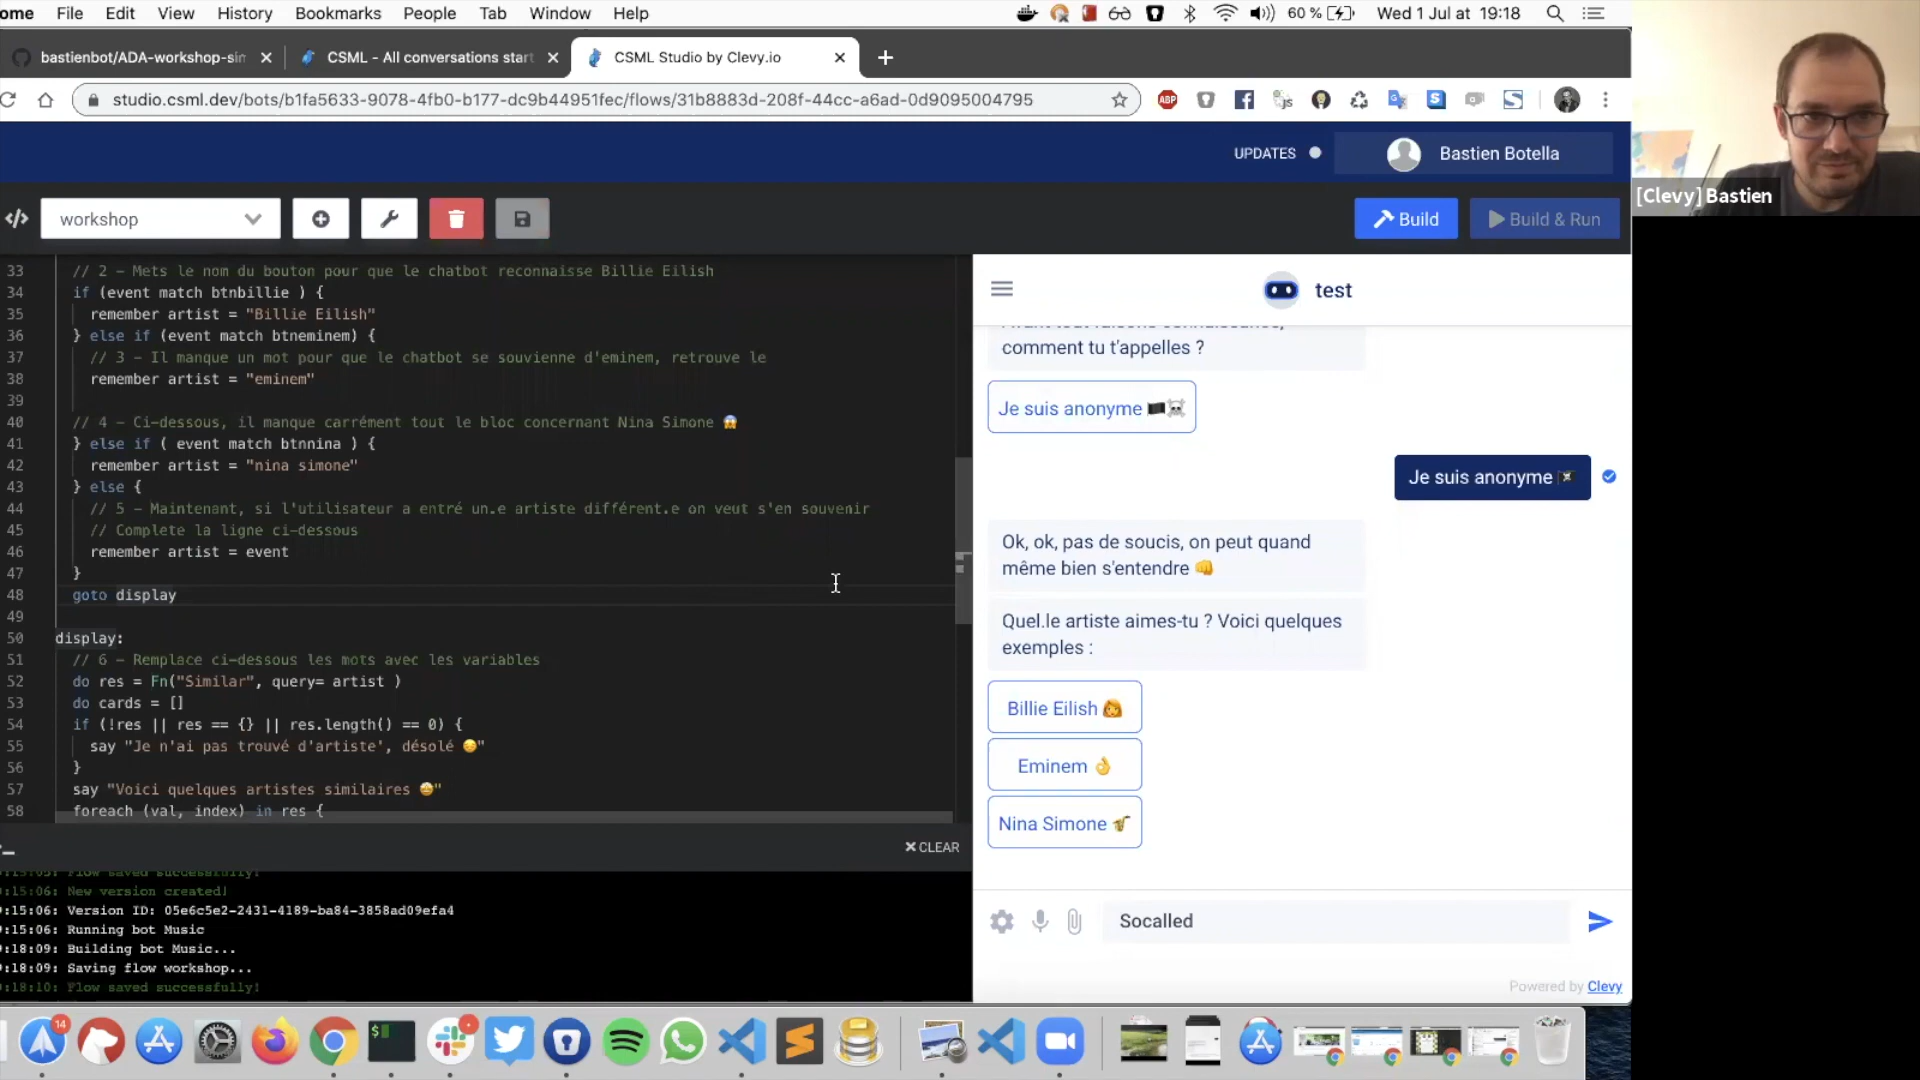 ome File Edit View History Bookmarks People Tab Window Help
60 % Wed 1 Jul at 19:18
bastienbot/ADA-workshop-sim
CSML - All conversations start
CSML Studio by Clevy.io
studio.csml.dev/bots/b1fa5633-9078-4fb0-b177-dc9b44951fec/flows/31b8883d-208f-44cc-a6ad-0d9095004795
UPDATES
Bastien Botella
[Clevy] Bastien
workshop
Build
Build & Run
33 // 2 - Mets le nom du bouton pour que le chatbot reconnaisse Billie Eilish
34 if (event match btnbillie ) {
35 remember artist = "Billie Eilish"
36 } else if (event match btneminem) {
37 // 3 - Il manque un mot pour que le chatbot se souvienne d'eminem, retrouve le
38 remember artist = "eminem"
39
40 // 4 - Ci-dessous, il manque carrément tout le bloc concernant Nina Simone 😱
41 } else if ( event match btnnina ) {
42 remember artist = "nina simone"
43 } else {
44 // 5 - Maintenant, si l'utilisateur a entré un.e artiste différent.e on veut s'en souvenir
45 // Complete la ligne ci-dessous
46 remember artist = event
47 }
48 goto display
49
50 display:
51 // 6 - Remplace ci-dessous les mots avec les variables
52 do res = Fn("Similar", query= artist )
53 do cards = []
54 if (!res || res == {} || res.length() == 0) {
55 say "Je n'ai pas trouvé d'artiste', désolé 😔"
56 }
57 say "Voici quelques artistes similaires 🤩"
58 foreach (val, index) in res {
CLEAR
:15:05: Flow saved successfully!
:15:06: New version created!
:15:06: Version ID: 05e6c5e2-2431-4189-ba84-3858ad09efa4
:15:06: Running bot Music
:18:09: Building bot Music...
:18:09: Saving flow workshop...
:18:10: Flow saved successfully!
test
Avant tout faisons connaissance,
comment tu t'appelles ?
Je suis anonyme 🏴‍☠️
Je suis anonyme 🏴‍☠️
Ok, ok, pas de soucis, on peut quand
même bien s'entendre 👊
Quel.le artiste aimes-tu ? Voici quelques
exemples :
Billie Eilish 👩
Eminem 👌
Nina Simone 🎷
Socalled
Powered by Clevy
14